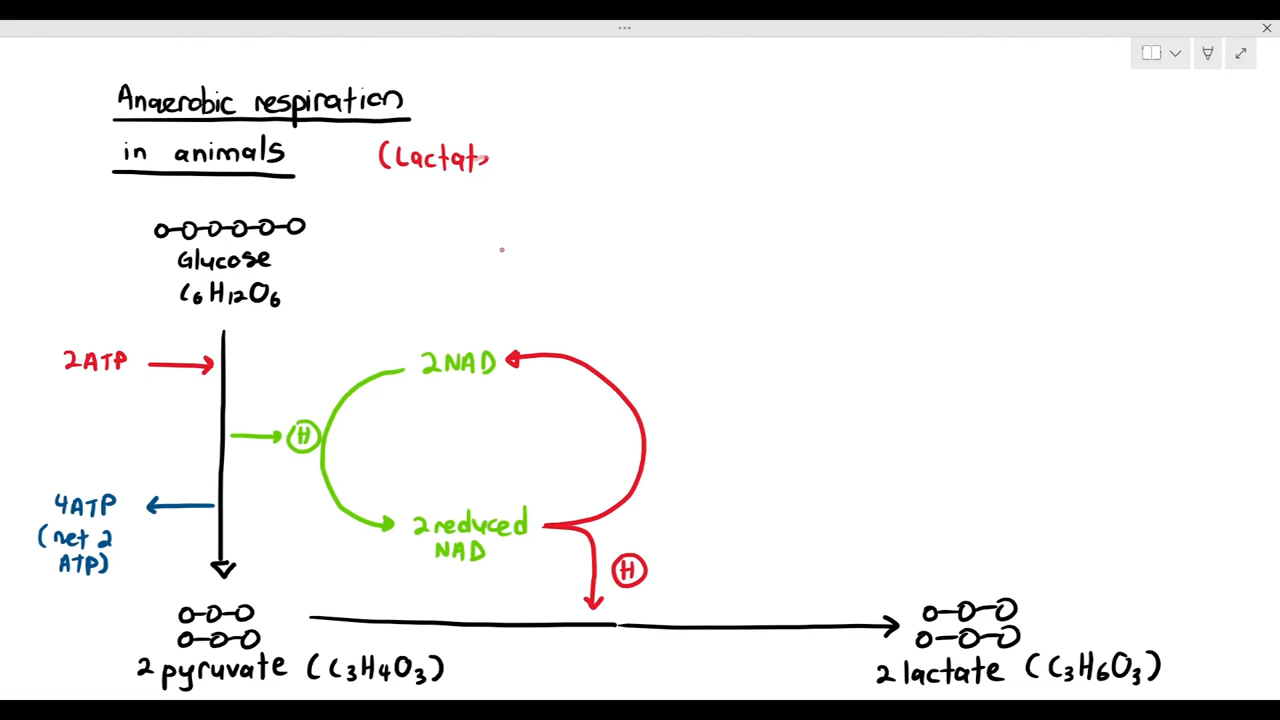 Anaerobic respiration
in animals (Lactat
Glucose
C6H12O6
2ATP
2NAD
H
4ATP
(net 2
ATP)
2 reduced
NAD
H
2 pyruvate (C3H4O3)
2 lactate (C3H6O3)